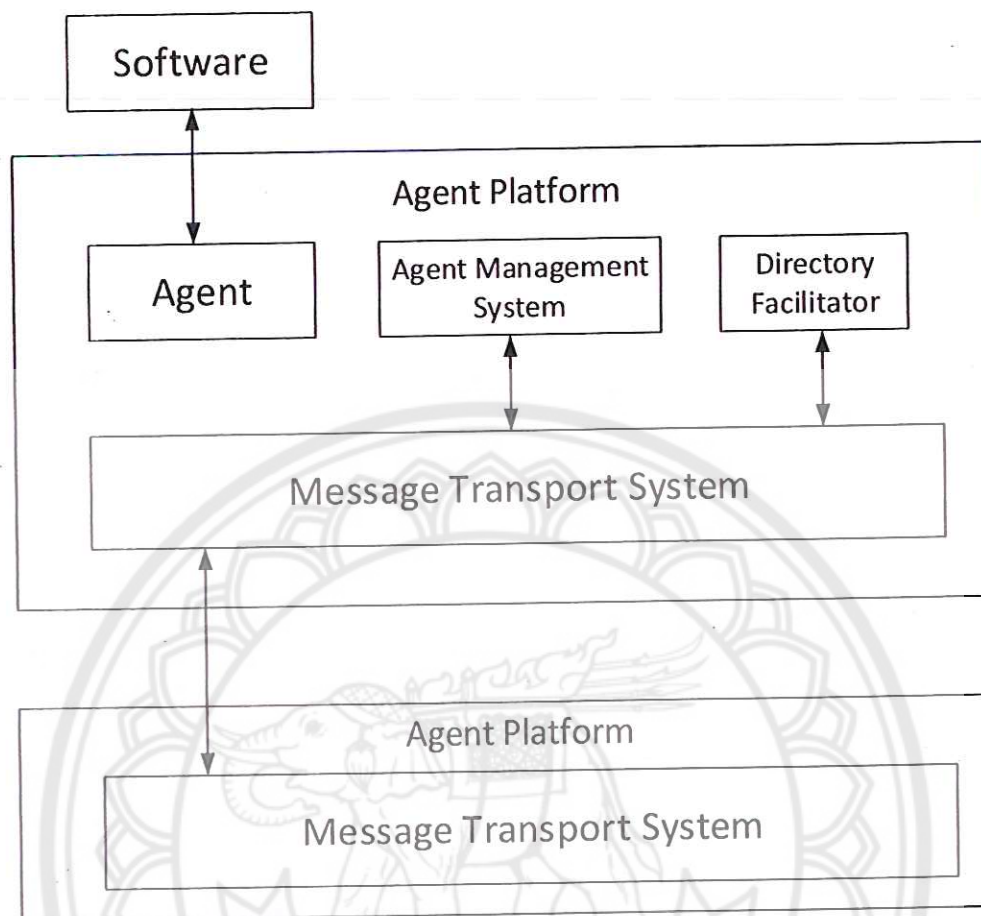 Software
Agent Platform
Agent
Agent Management
System
Directory
Facilitator
Message Transport System
Agent Platform
Message Transport System